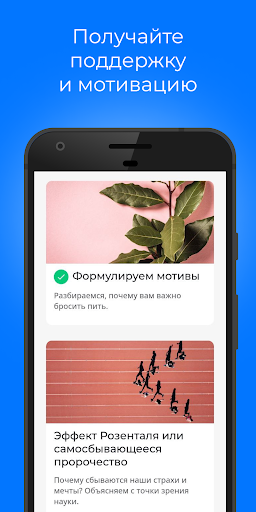 Получайте
поддержку
и мотивацию
Формулируем мотивы
Разбираемся, почему вам важно
бросить пить.
Эффект Розенталя или
самосбывающееся
пророчество
Почему сбываются наши страхи и
мечты? Объясняем с точки зрения
науки.